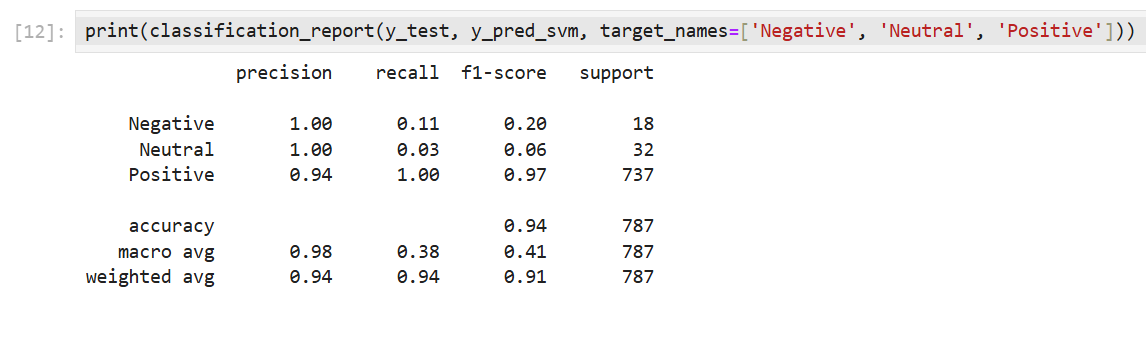 [12]: print(classification_report(y_test, y_pred_svm, target_names=['Negative', 'Neutral', 'Positive']))
precision recall f1-score support
Negative 1.00 0.11 0.20 18
Neutral 1.00 0.03 0.06 32
Positive 0.94 1.00 0.97 737
accuracy 0.94 787
macro avg 0.98 0.38 0.41 787
weighted avg 0.94 0.94 0.91 787